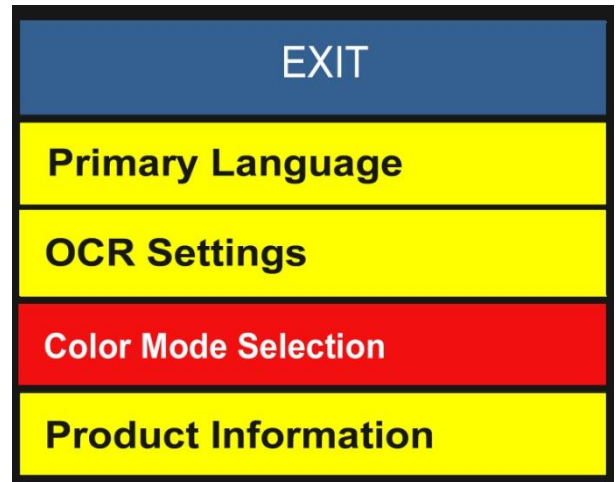 EXIT
Primary Language
OCR Settings
Color Mode Selection
Product Information